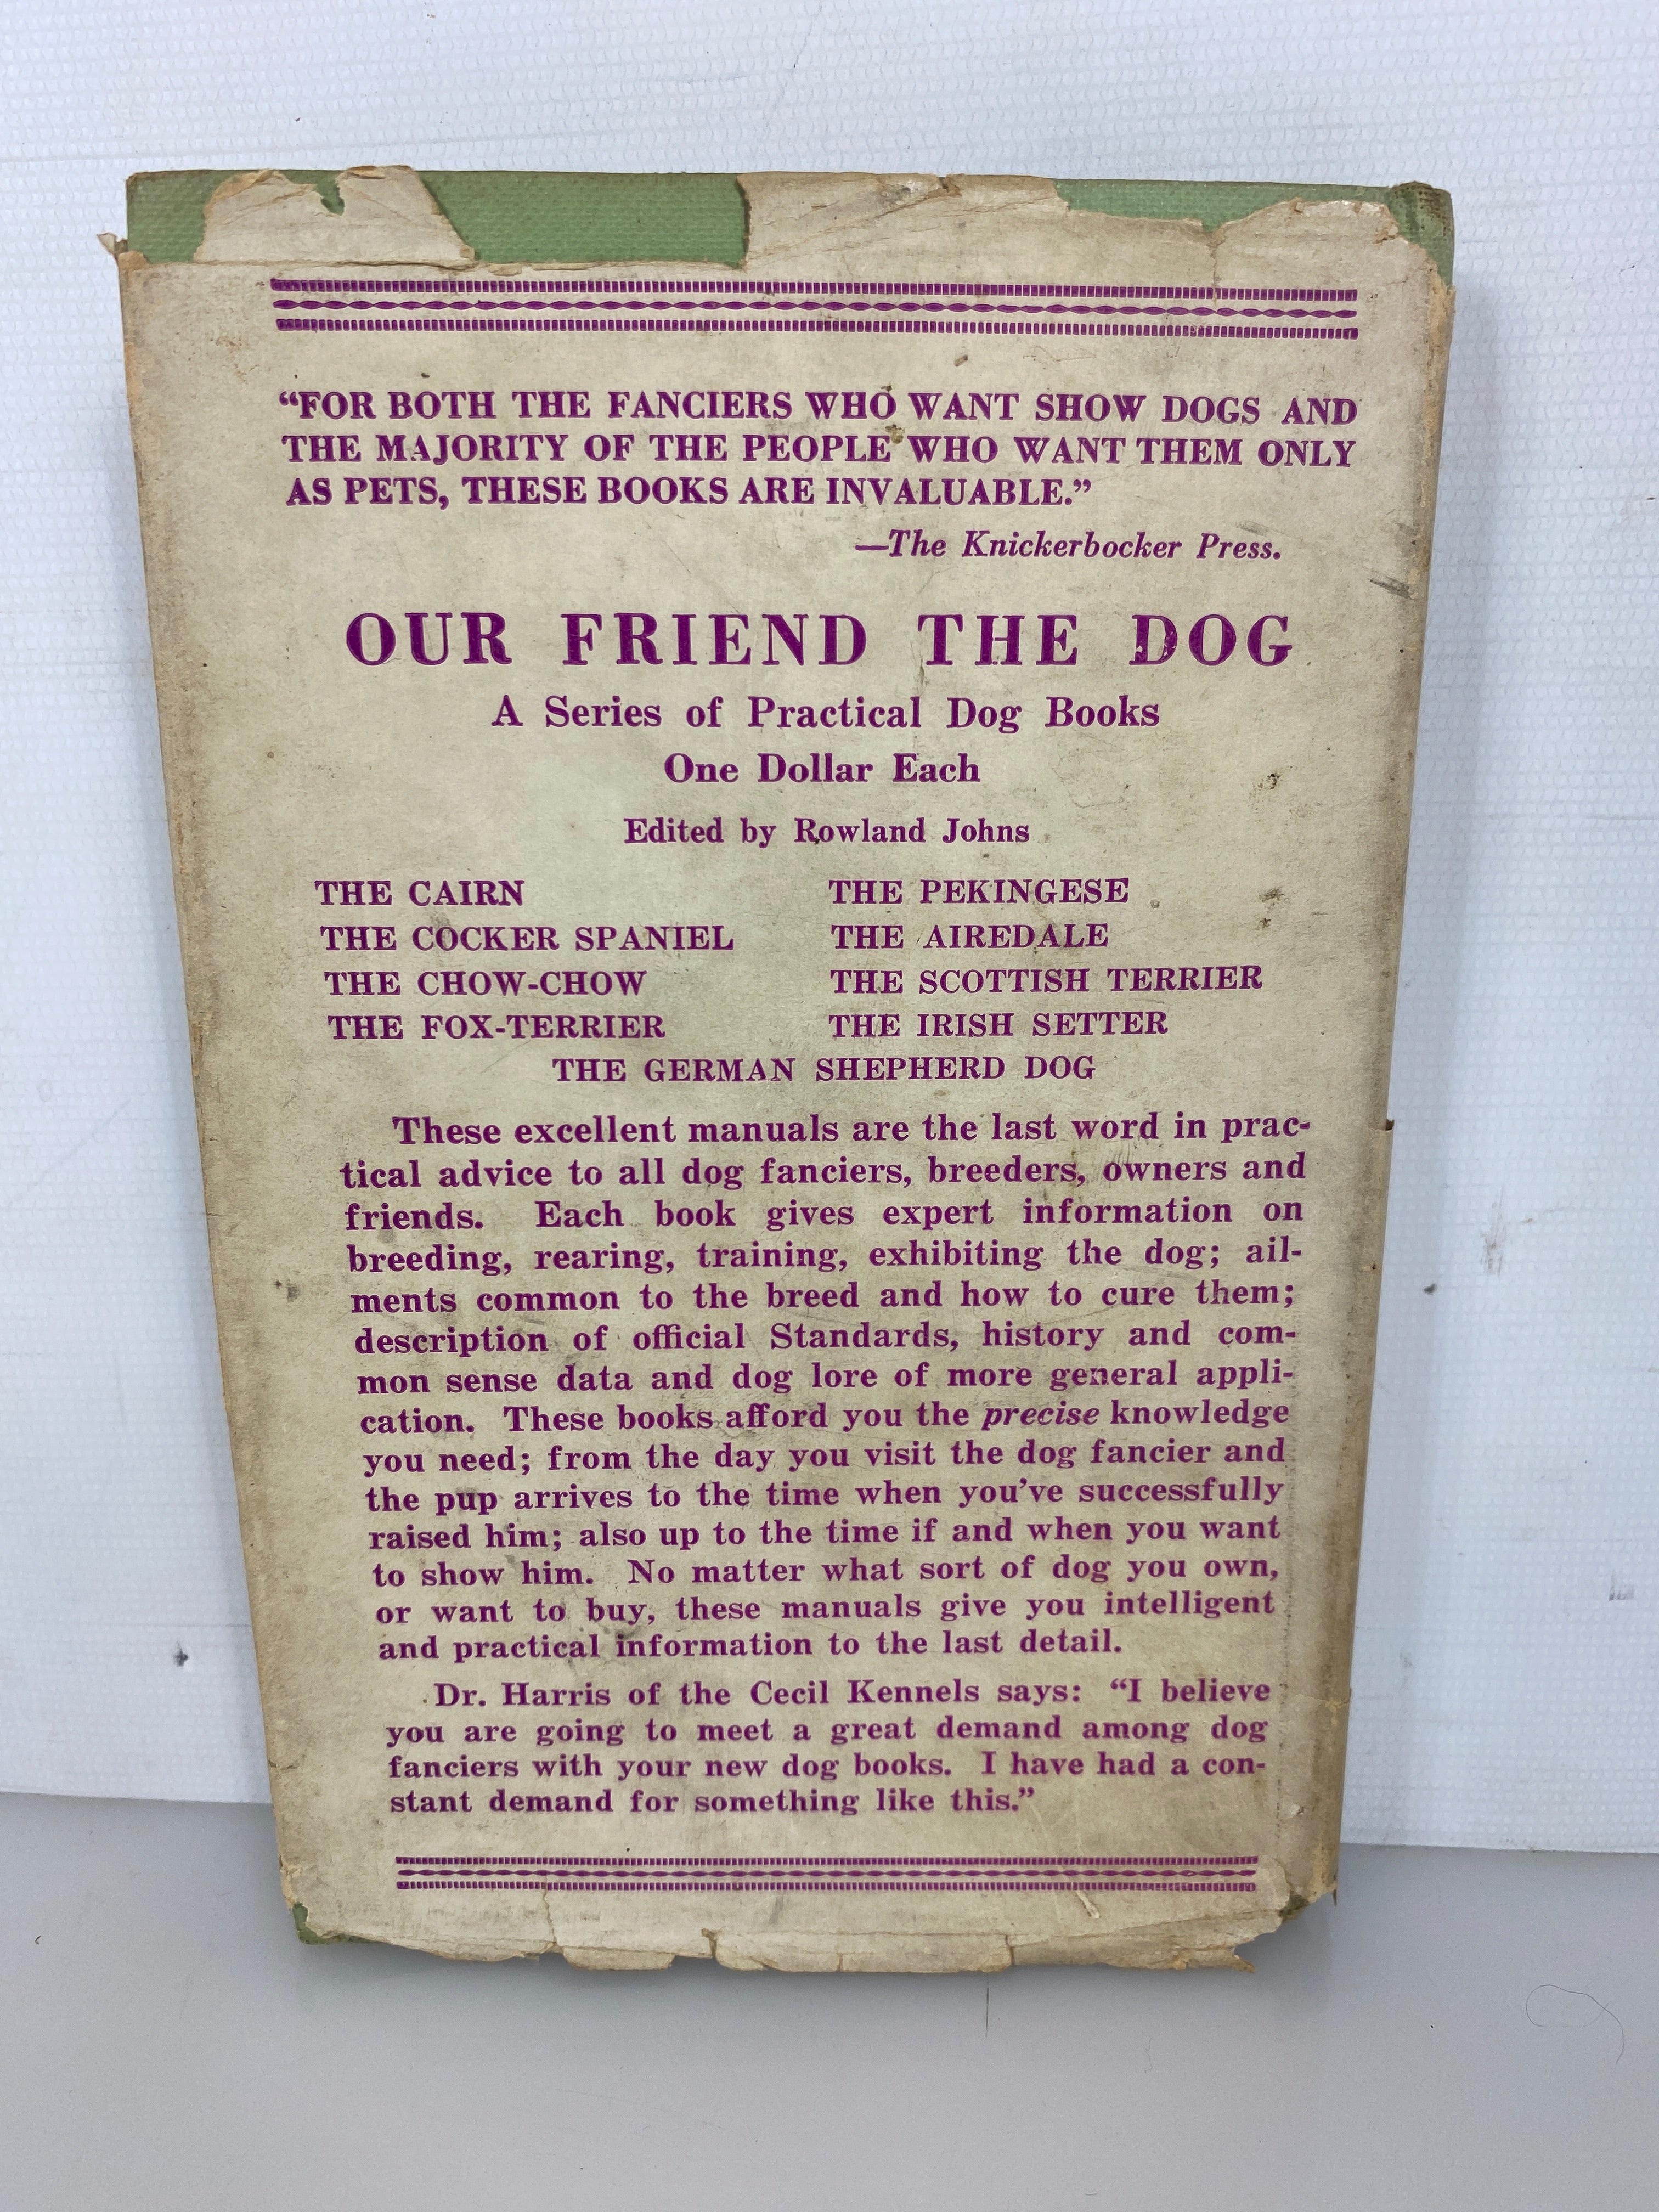 “FOR BOTH THE FANCIERS WHO WANT SHOW DOGS AND
THE MAJORITY OF THE PEOPLE WHO WANT THEM ONLY
AS PETS, THESE BOOKS ARE INVALUABLE.”
—The Knickerbocker Press.
OUR FRIEND THE DOG
A Series of Practical Dog Books
One Dollar Each
Edited by Rowland Johns
THE CAIRN THE PEKINGESE
THE COCKER SPANIEL THE AIREDALE
THE CHOW-CHOW THE SCOTTISH TERRIER
THE FOX-TERRIER THE IRISH SETTER
THE GERMAN SHEPHERD DOG
These excellent manuals are the last word in prac-
tical advice to all dog fanciers, breeders, owners and
friends. Each book gives expert information on
breeding, rearing, training, exhibiting the dog; ail-
ments common to the breed and how to cure them;
description of official Standards, history and com-
mon sense data and dog lore of more general appli-
cation. These books afford you the precise knowledge
you need; from the day you visit the dog fancier and
the pup arrives to the time when you’ve successfully
raised him; also up to the time if and when you want
to show him. No matter what sort of dog you own,
or want to buy, these manuals give you intelligent
and practical information to the last detail.
Dr. Harris of the Cecil Kennels says: “I believe
you are going to meet a great demand among dog
fanciers with your new dog books. I have had a con-
stant demand for something like this.”